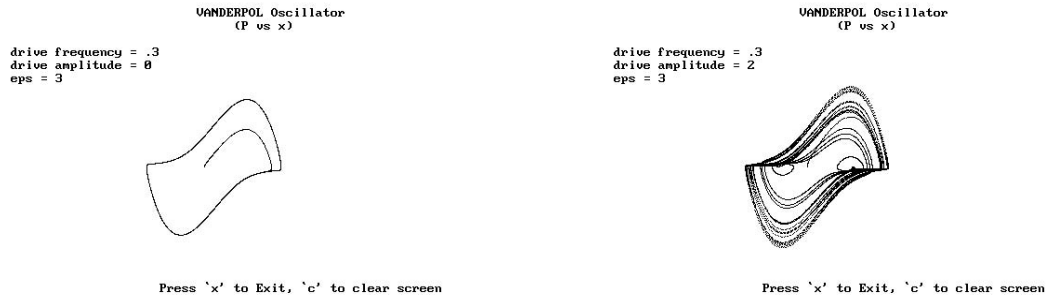 VANDERPOL Oscillator
(P vs x)
drive frequency = .3
drive amplitude = 0
eps = 3
Press `x' to Exit, `c' to clear screen
VANDERPOL Oscillator
(P vs x)
drive frequency = .3
drive amplitude = 2
eps = 3
Press `x' to Exit, `c' to clear screen